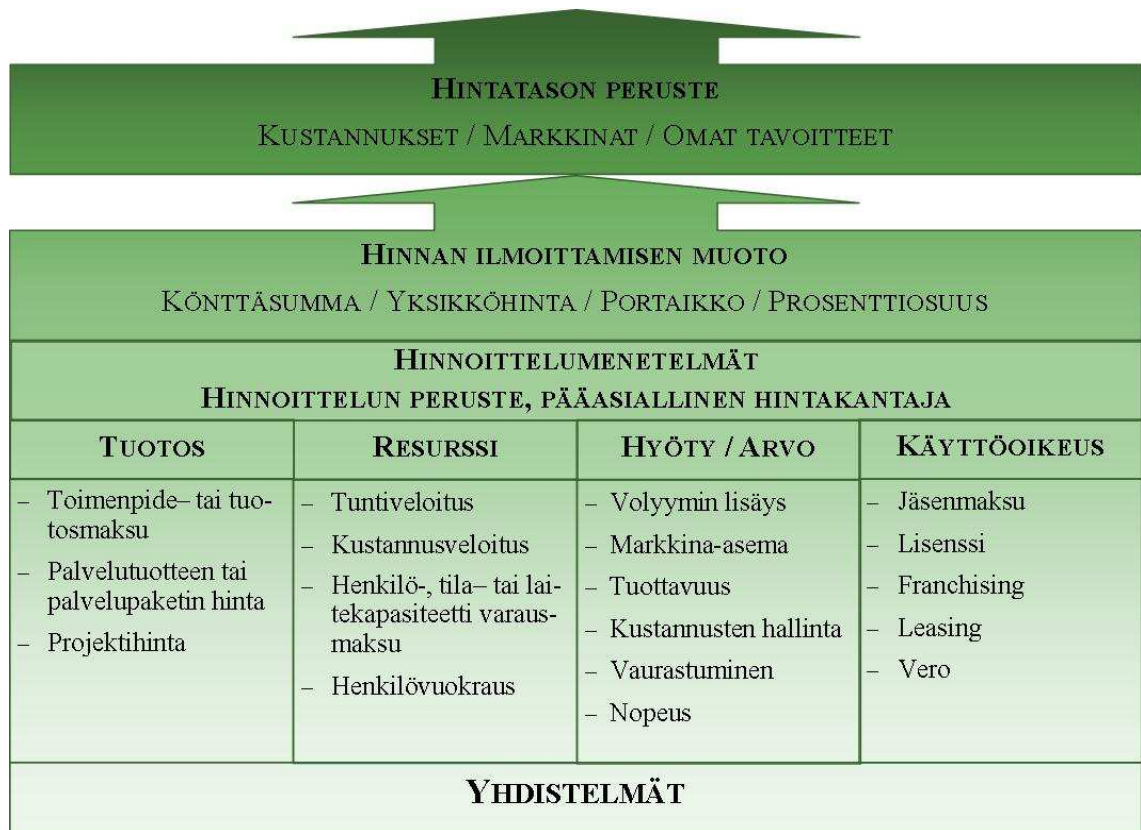 HINTATASON PERUSTE
KUSTANNUKSET / MARKKINAT / OMAT TAVOITTEET
HINNAN ILMOITTAMISEN MUOTO
KÖNTTÄSUMMA / YKSIKKÖHINTA / PORTAIKKO / PROSENTTIOSUUS
HINNOITTELUMENETELMÄT
HINNOITTELUN PERUSTE, PÄÄASIALLINEN HINTAKANTAJA
TUOTOS
– Toimenpide– tai tuo-
tosmaksu
– Palvelutuotteen tai
palvelupaketin hinta
– Projektihinta
RESURSSI
– Tuntiveloitus
– Kustannusveloitus
– Henkilö-, tila– tai lai-
tekapasiteetti varaus-
maksu
– Henkilövuokraus
HYÖTY / ARVO
– Volyymin lisäys
– Markkina-asema
– Tuottavuus
– Kustannusten hallinta
– Vaurastuminen
– Nopeus
KÄYTTÖOIKEUS
– Jäsenmaksu
– Lisenssi
– Franchising
– Leasing
– Vero
YHDISTELMÄT